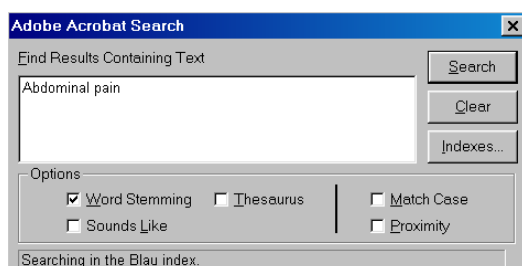 Adobe Acrobat Search
Find Results Containing Text
Search
Abdominal pain
Clear
Indexes...
Options
Word Stemming Thesaurus Match Case
Sounds Like Proximity
Searching in the Blau index.